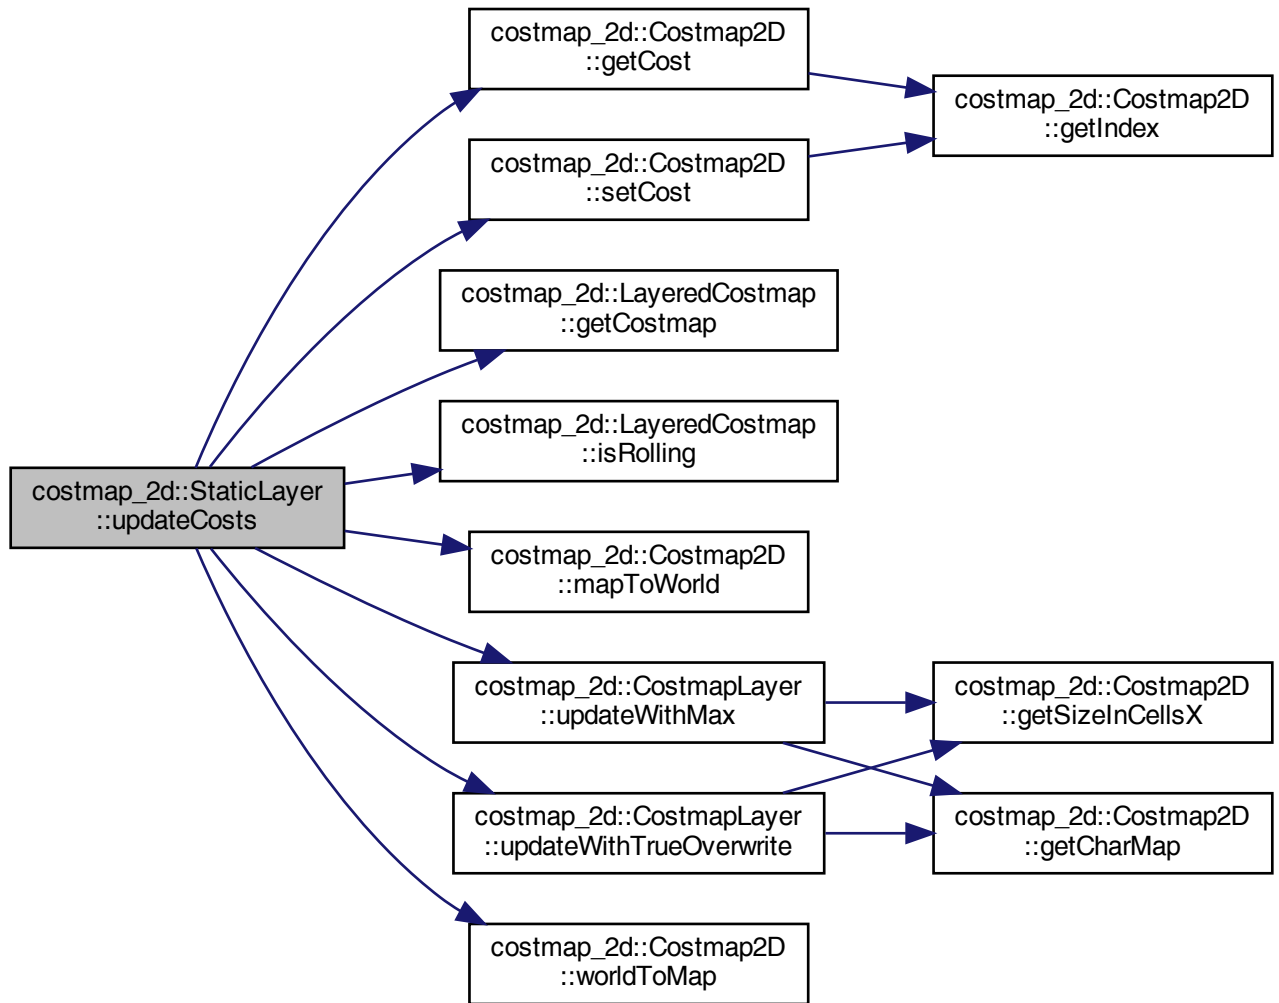 costmap_2d::Costmap2D
::getCost
costmap_2d::Costmap2D
::getIndex
costmap_2d::Costmap2D
::setCost
costmap_2d::LayeredCostmap
::getCostmap
costmap_2d::LayeredCostmap
::isRolling
costmap_2d::StaticLayer
::updateCosts
costmap_2d::Costmap2D
::mapToWorld
costmap_2d::CostmapLayer
::updateWithMax
costmap_2d::Costmap2D
::getSizeInCellsX
costmap_2d::CostmapLayer
::updateWithTrueOverwrite
costmap_2d::Costmap2D
::getCharMap
costmap_2d::Costmap2D
::worldToMap